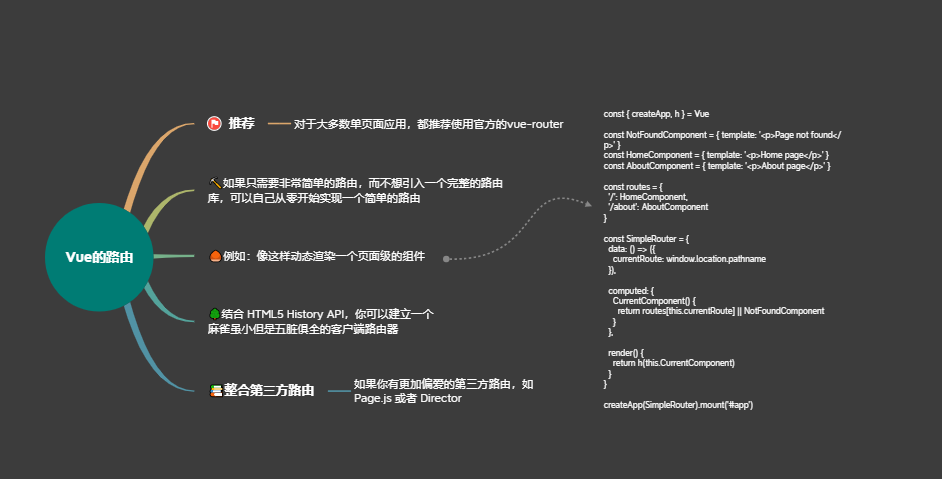 Vue的路由
推荐
对于大多数单页面应用，都推荐使用官方的vue-router
如果只需要非常简单的路由，而不想引入一个完整的路由
库，可以自己从零开始实现一个简单的路由
例如：像这样动态渲染一个页面级的组件
结合 HTML5 History API，你可以建立一个
麻雀虽小但是五脏俱全的客户端路由器
整合第三方路由
如果你有更加偏爱的第三方路由，如
Page.js 或者 Director
const { createApp, h } = Vue
const NotFoundComponent = { template: '<p>Page not found</
p>' }
const HomeComponent = { template: '<p>Home page</p>' }
const AboutComponent = { template: '<p>About page</p>' }
const routes = {
'/': HomeComponent,
'/about': AboutComponent
}
const SimpleRouter = {
data: () => ({
currentRoute: window.location.pathname
}),
computed: {
CurrentComponent() {
return routes[this.currentRoute] || NotFoundComponent
}
},
render() {
return h(this.CurrentComponent)
}
}
createApp(SimpleRouter).mount('#app')